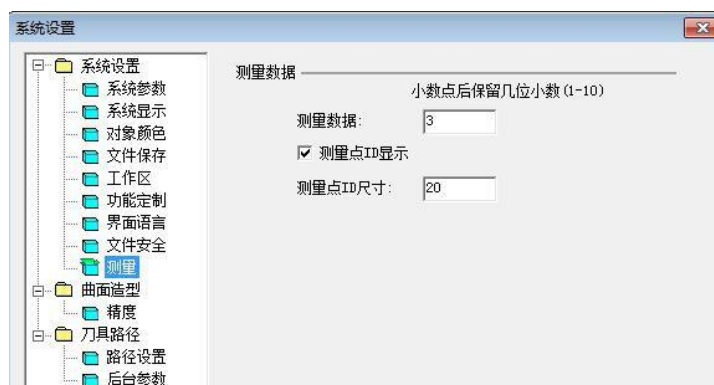 系统设置
系统设置
系统参数
系统显示
对象颜色
文件保存
工作区
功能定制
界面语言
文件安全
测量
曲面造型
精度
刀具路径
路径设置
后台参数
测量数据
小数点后保留几位小数(1-10)
测量数据: 3
测量点ID显示
测量点ID尺寸: 20